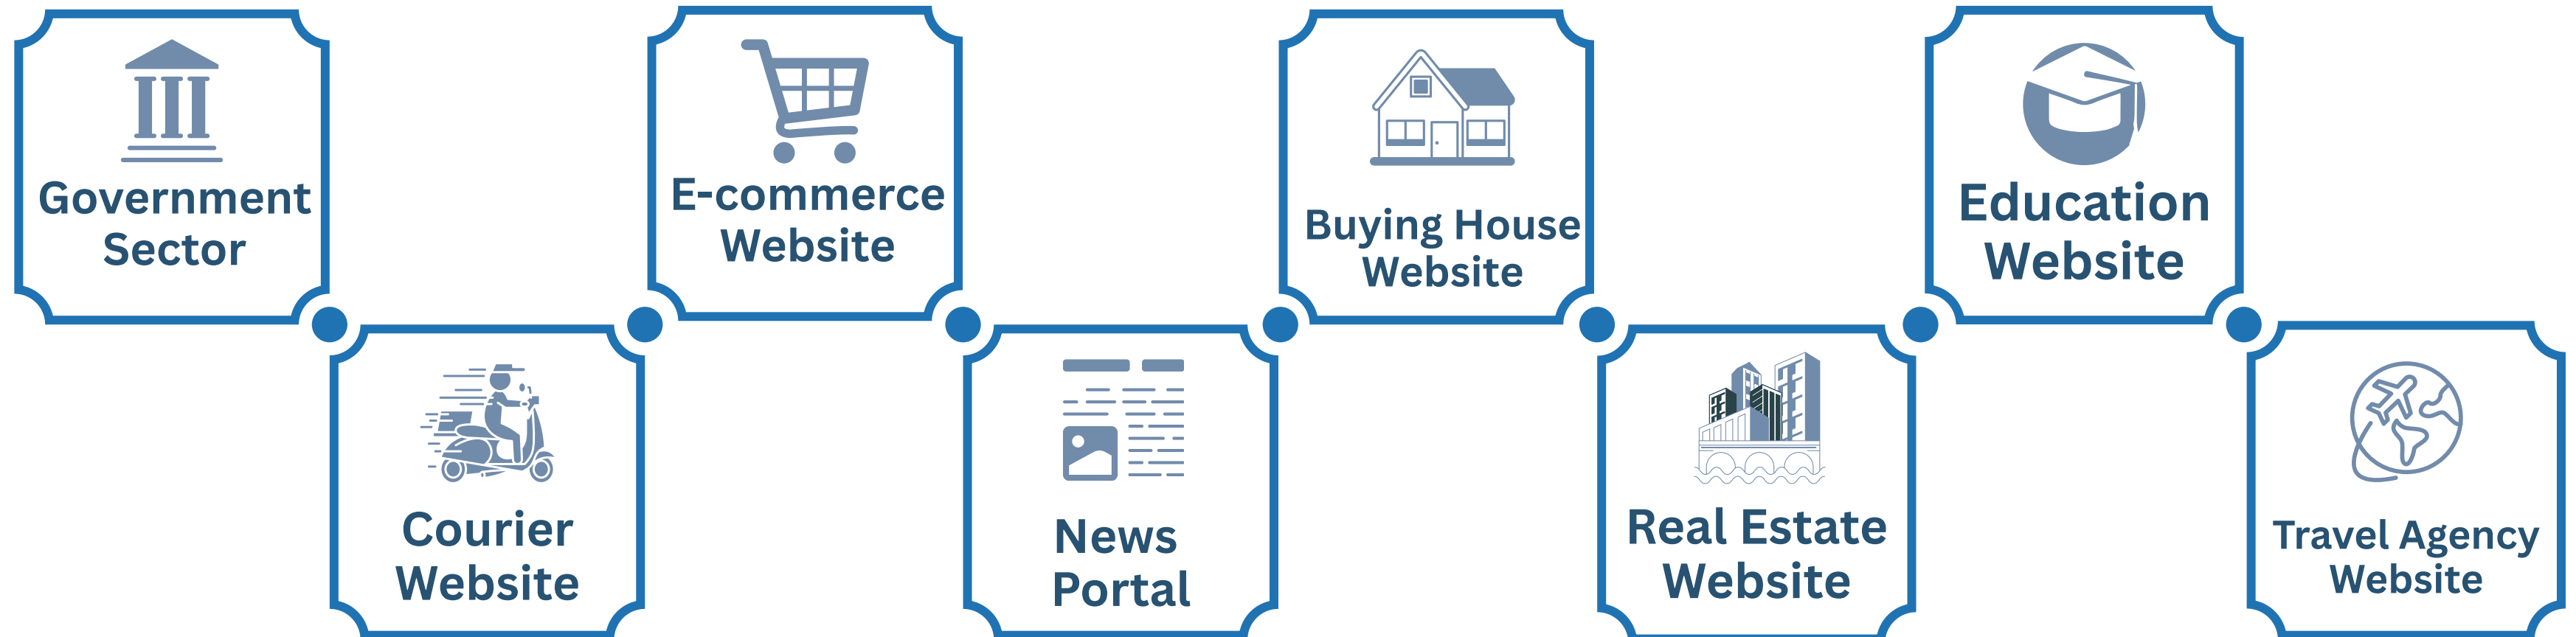 Government
Sector
Courier
Website
E-commerce
Website
News
Portal
Buying House
Website
Real Estate
Website
Education
Website
Travel Agency
Website